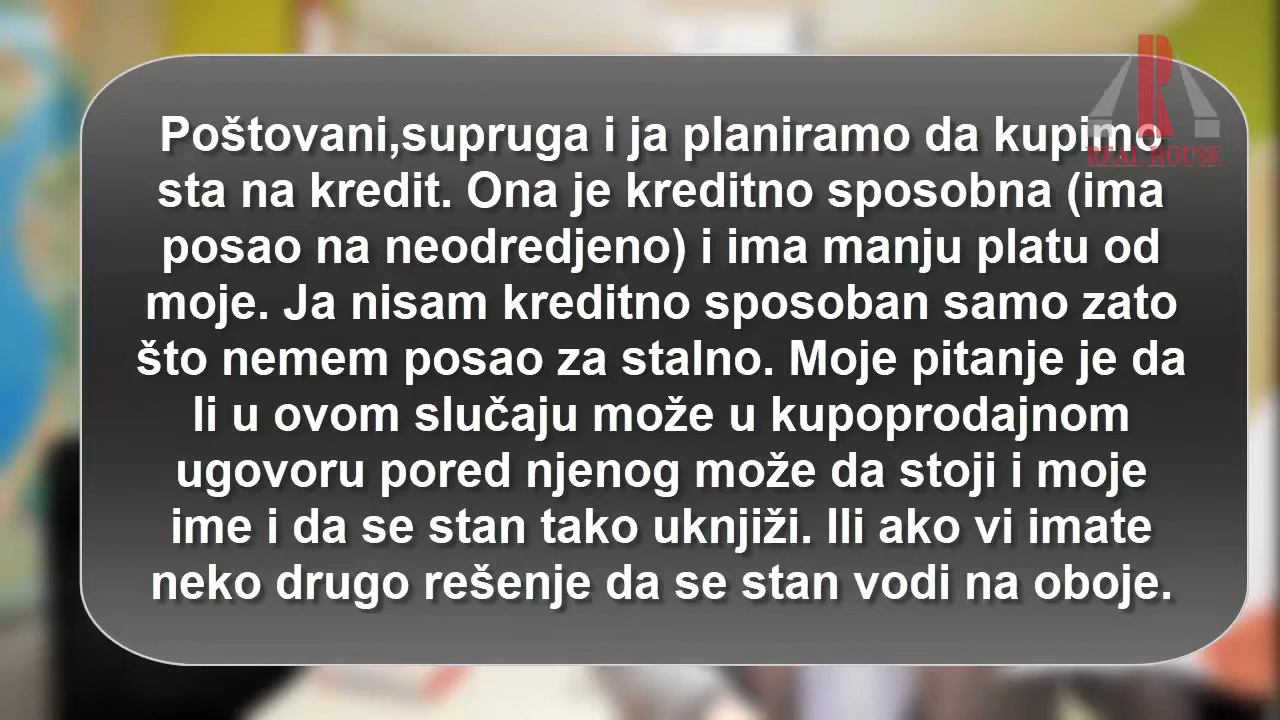 Poštovani,supruga i ja planiramo da kupimo
sta na kredit. Ona je kreditno sposobna (ima
posao na neodredjeno) i ima manju platu od
moje. Ja nisam kreditno sposoban samo zato
što nemem posao za stalno. Moje pitanje je da
li u ovom slučaju može u kupoprodajnom
ugovoru pored njenog može da stoji i moje
ime i da se stan tako uknjiži. Ili ako vi imate
neko drugo rešenje da se stan vodi na oboje.
R
REAL HOUSE